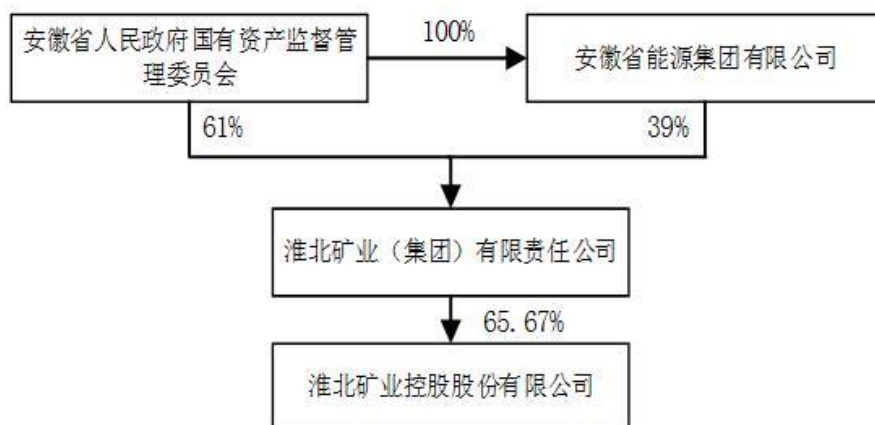 安徽省人民政府国有资产监督管
理委员会
100%
安徽省能源集团有限公司
61%
39%
淮北矿业（集团）有限责任公司
65.67%
淮北矿业控股股份有限公司